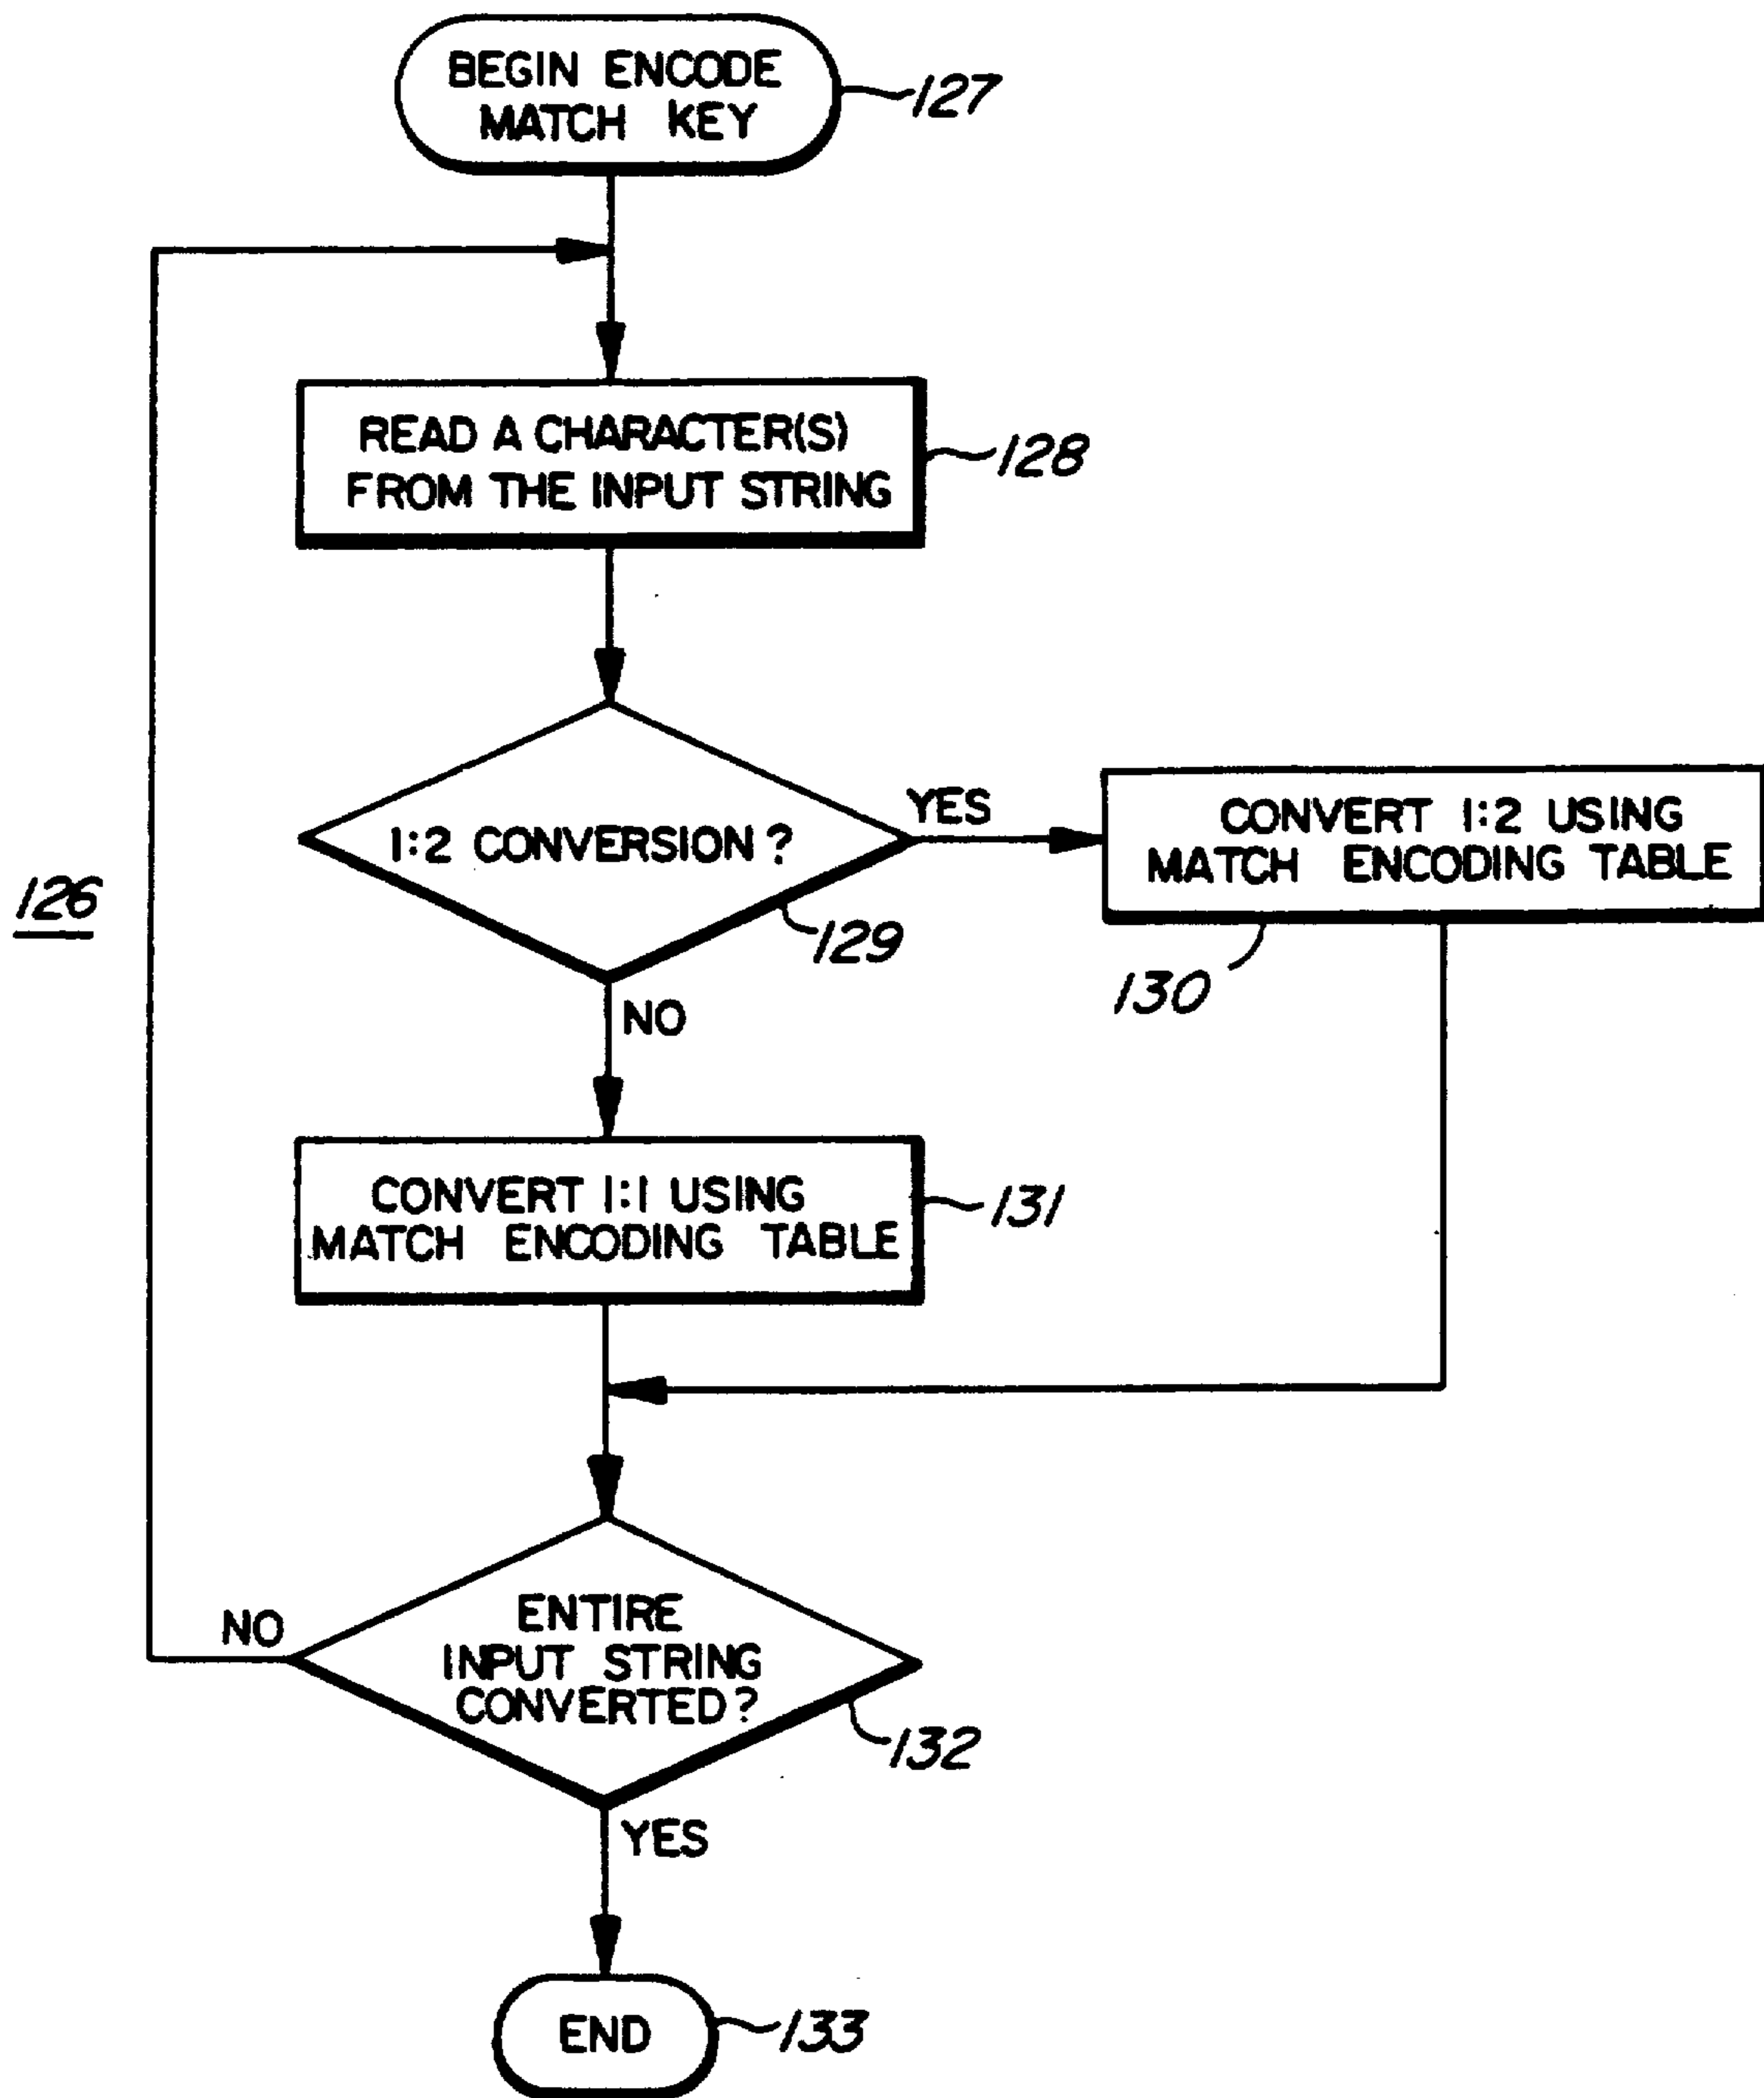 BEGIN ENCODE
MATCH KEY
127
READ A CHARACTER(S)
FROM THE INPUT STRING
128
1:2 CONVERSION?
129
YES
CONVERT 1:2 USING
MATCH ENCODING TABLE
130
126
NO
CONVERT 1:1 USING
MATCH ENCODING TABLE
131
NO
ENTIRE
INPUT STRING
CONVERTED?
132
YES
END
133